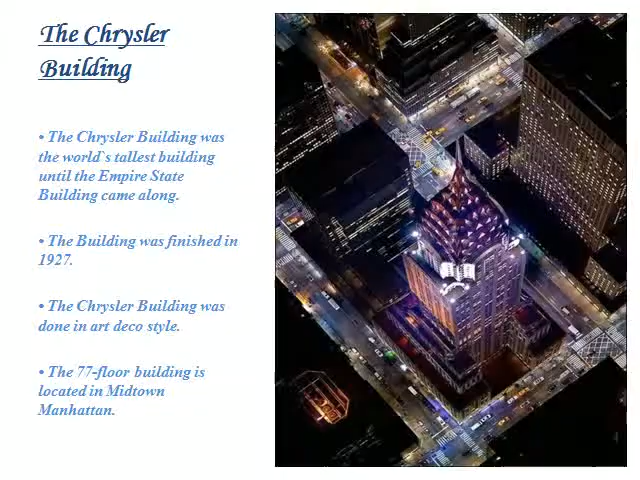 The Chrysler
Building
• The Chrysler Building was
the world`s tallest building
until the Empire State
Building came along.
• The Building was finished in
1927.
• The Chrysler Building was
done in art deco style.
• The 77-floor building is
located in Midtown
Manhattan.